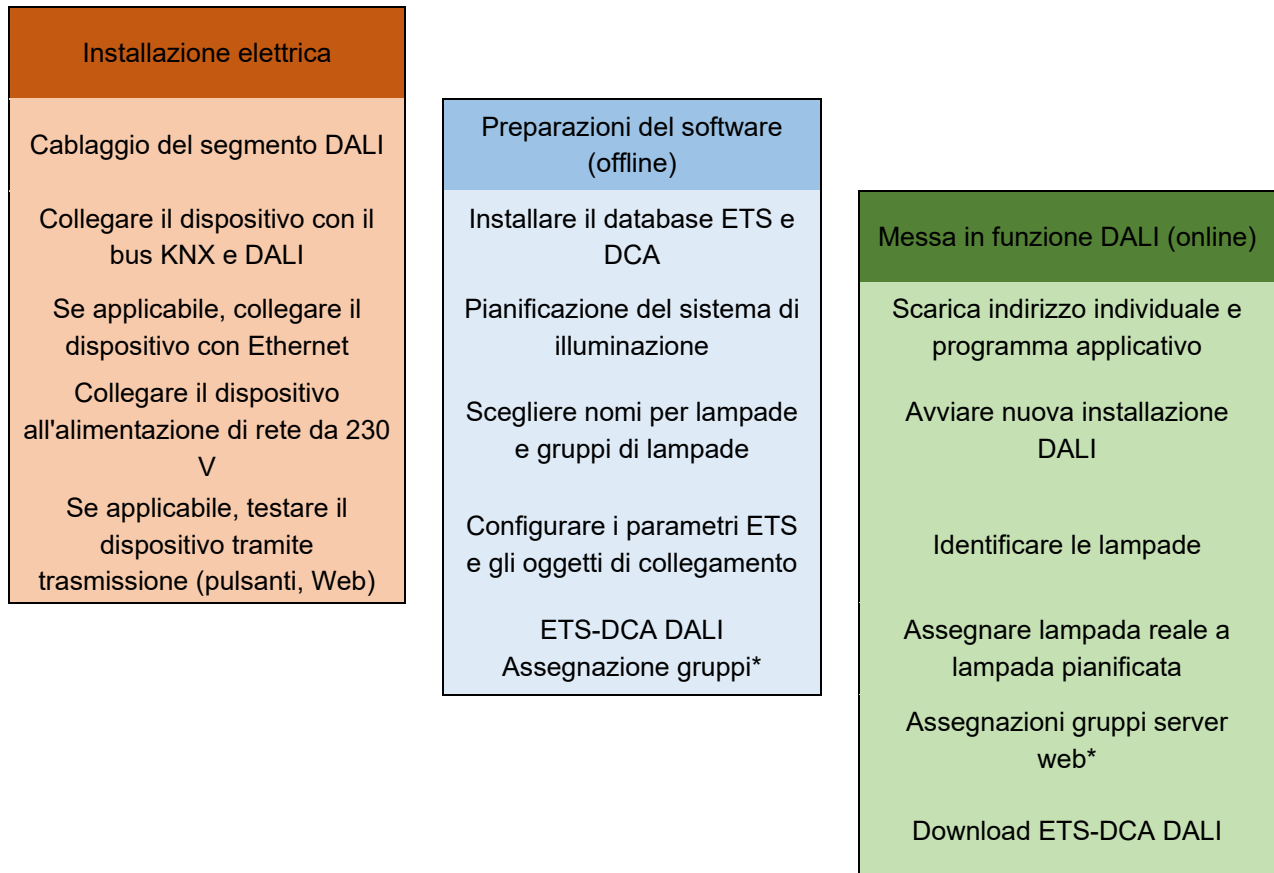 Installazione elettrica
Cablaggio del segmento DALI
Collegare il dispositivo con il
bus KNX e DALI
Se applicabile, collegare il
dispositivo con Ethernet
Collegare il dispositivo
all'alimentazione di rete da 230
V
Se applicabile, testare il
dispositivo tramite
trasmissione (pulsanti, Web)
Preparazioni del software
(offline)
Installare il database ETS e
DCA
Pianificazione del sistema di
illuminazione
Scegliere nomi per lampade
e gruppi di lampade
Configurare i parametri ETS
e gli oggetti di collegamento
ETS-DCA DALI
Assegnazione gruppi*
Messa in funzione DALI (online)
Scarica indirizzo individuale e
programma applicativo
Avviare nuova installazione
DALI
Identificare le lampade
Assegnare lampada reale a
lampada pianificata
Assegnazioni gruppi server
web*
Download ETS-DCA DALI